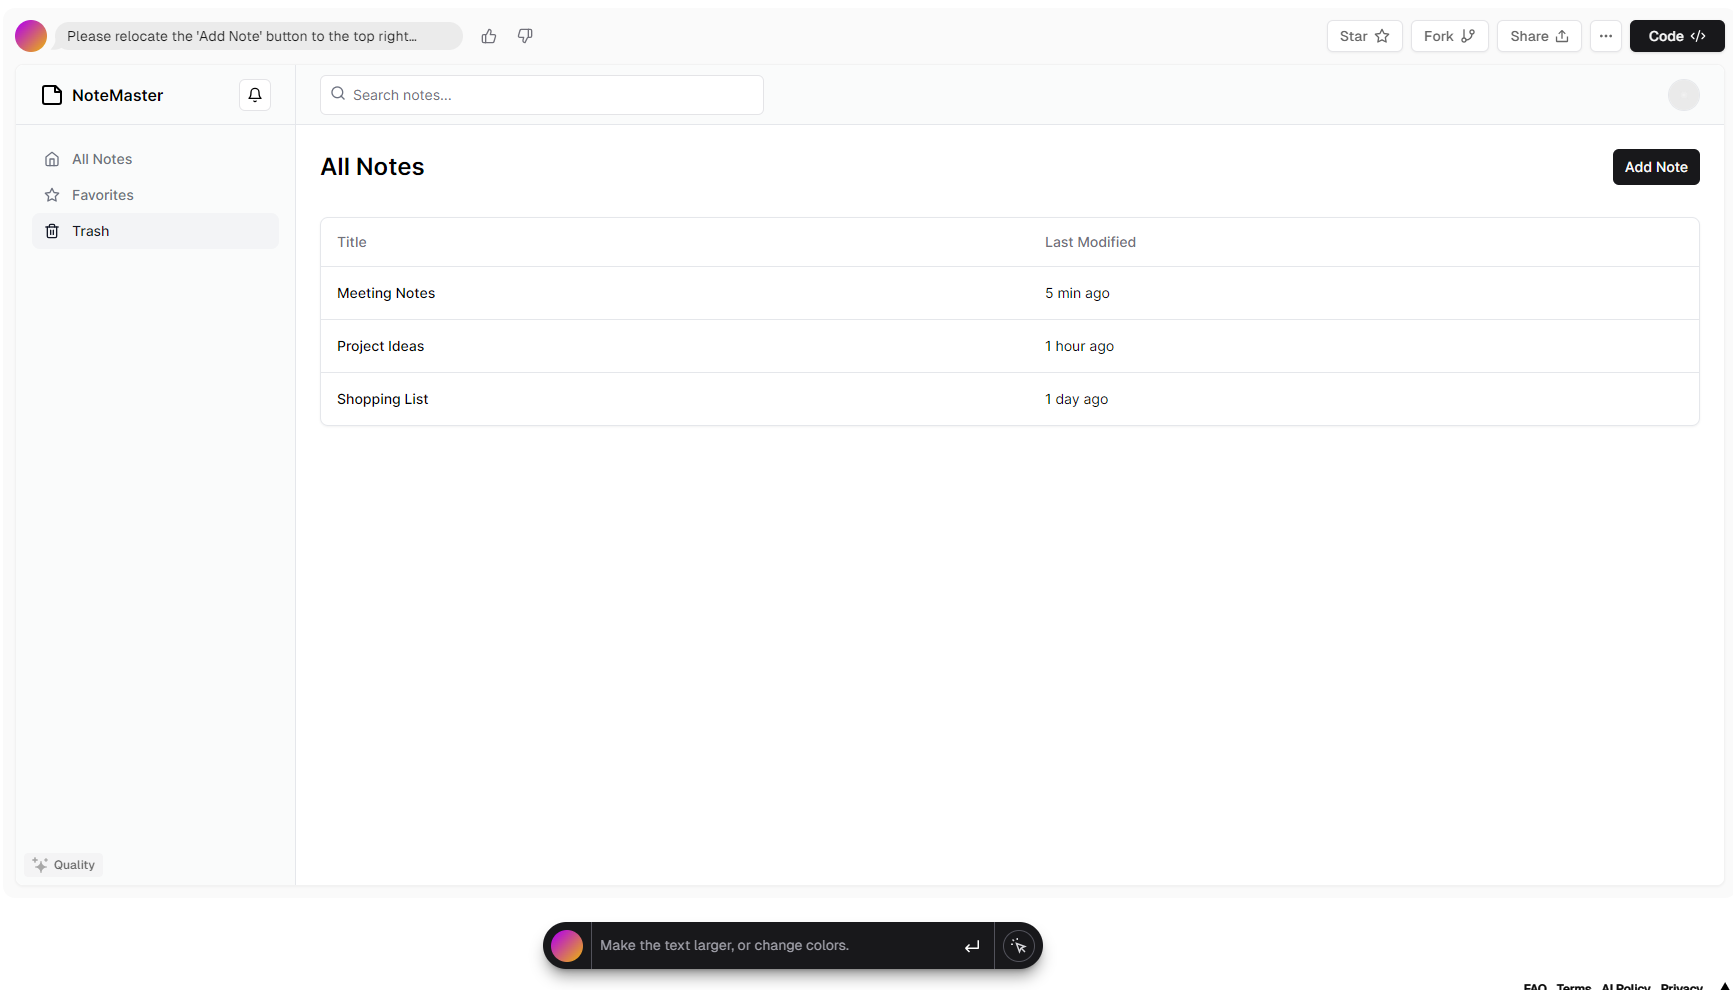 Please relocate the 'Add Note' button to the top right...
Star
Fork
Share
Code
NoteMaster
Search notes...
All Notes
Favorites
Trash
All Notes
Add Note
Title Last Modified
Meeting Notes 5 min ago
Project Ideas 1 hour ago
Shopping List 1 day ago
Quality
Make the text larger, or change colors.
FAQ Terms AI Policy Privacy